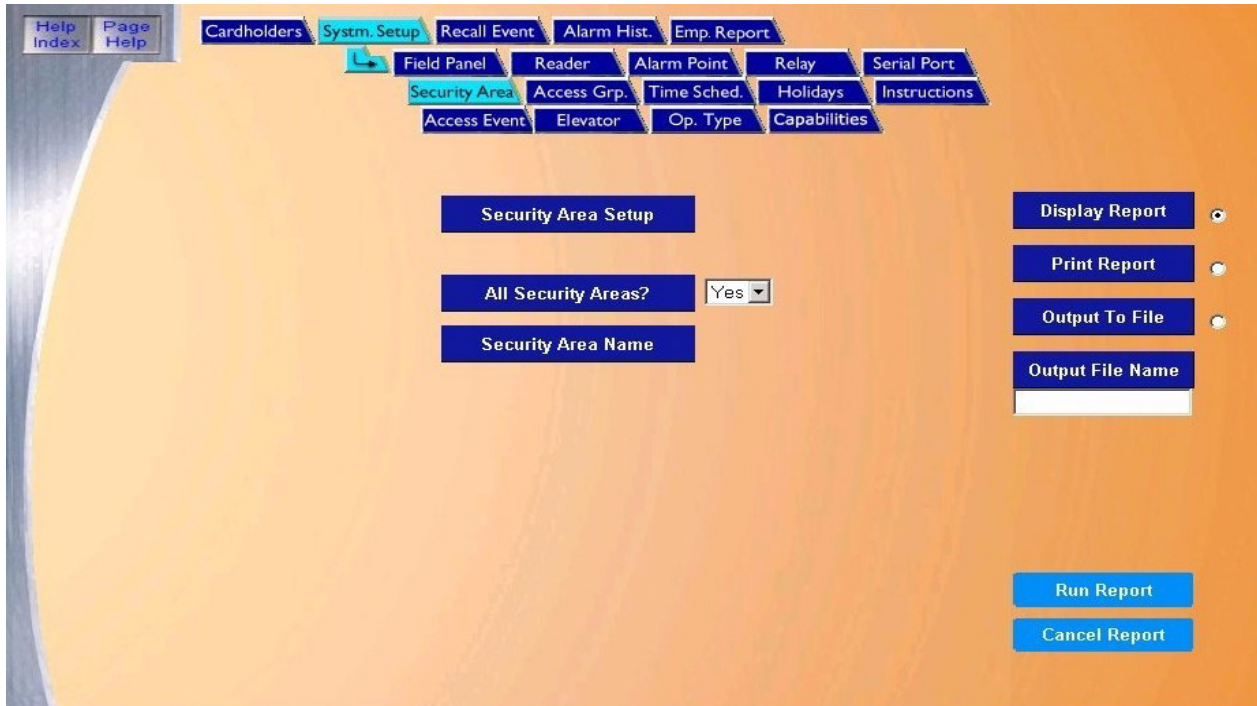 Help Index
Page Help
Cardholders Systm. Setup Recall Event Alarm Hist. Emp. Report
Field Panel Reader Alarm Point Relay Serial Port
Security Area Access Grp. Time Sched. Holidays Instructions
Access Event Elevator Op. Type Capabilities
Security Area Setup
All Security Areas? Yes
Security Area Name
Display Report
Print Report
Output To File
Output File Name
Run Report
Cancel Report